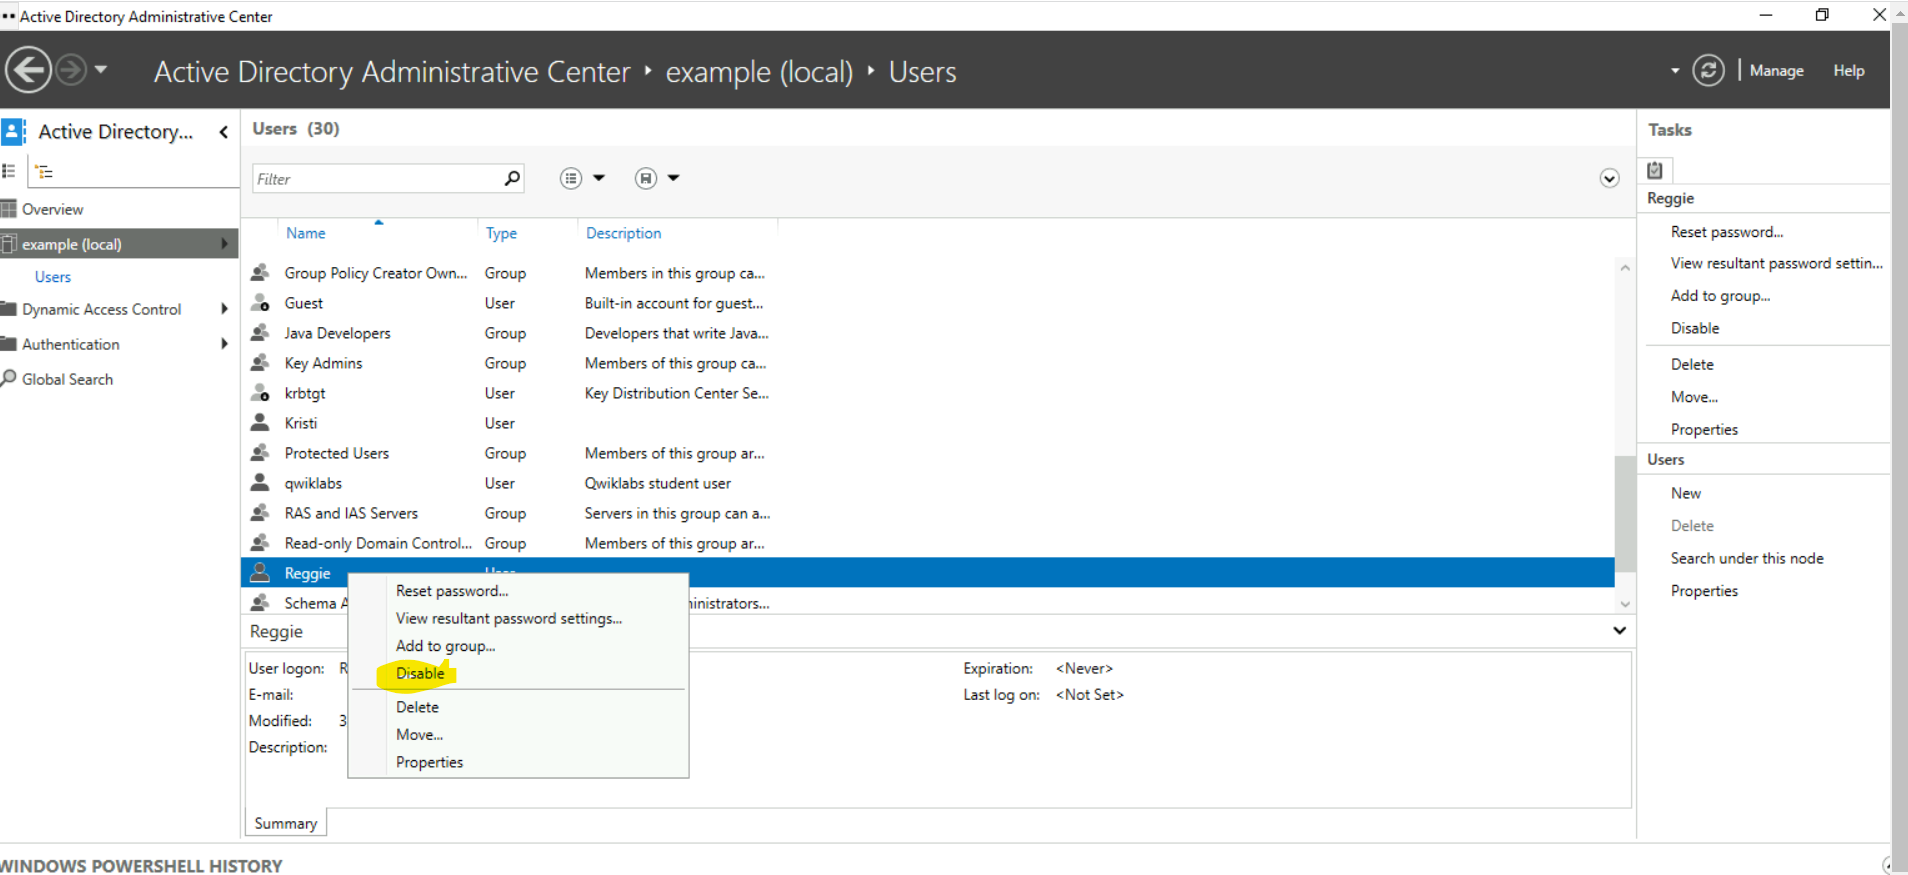 Active Directory Administrative Center
Active Directory Administrative Center • example (local) • Users
Manage
Help
Active Directory...
Overview
example (local)
Users
Dynamic Access Control
Authentication
Global Search
Users (30)
Filter
Name Type Description
Group Policy Creator Own... Group Members in this group ca...
Guest User Built-in account for guest...
Java Developers Group Developers that write Java...
Key Admins Group Members of this group ca...
krbtgt User Key Distribution Center Se...
Kristi User
Protected Users Group Members of this group ar...
qwiklabs User Qwiklabs student user
RAS and IAS Servers Group Servers in this group can a...
Read-only Domain Control... Group Members of this group ar...
Reggie
Schema A
ministrators...
Reset password...
View resultant password settings...
Add to group...
Disable
Delete
Move...
Properties
Reggie
User logon: R
E-mail:
Modified: 3
Description:
Expiration: <Never>
Last log on: <Not Set>
Summary
Tasks
Reggie
Reset password...
View resultant password settin...
Add to group...
Disable
Delete
Move...
Properties
Users
New
Delete
Search under this node
Properties
WINDOWS POWERSHELL HISTORY